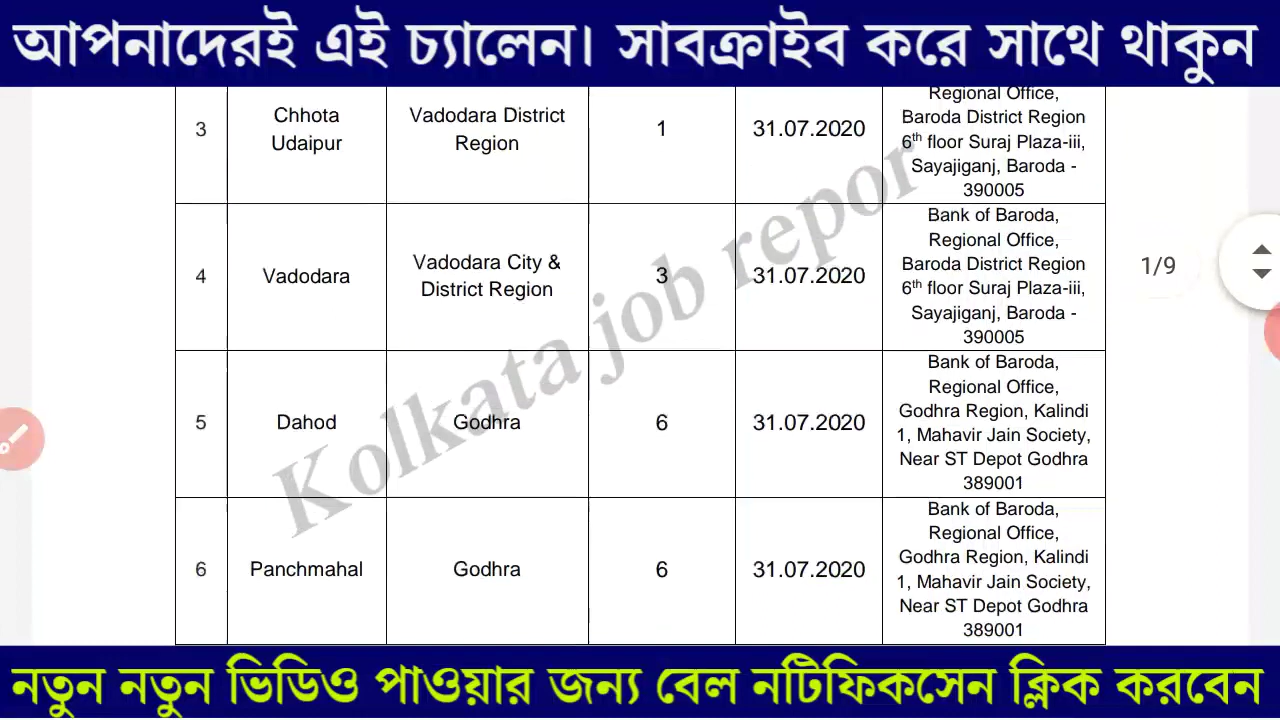 আপনাদেরই এই চ্যালেন। সাবক্রাইব করে সাথে থাকুন
3
Chhota
Udaipur
Vadodara District
Region
1
31.07.2020
Regional Office,
Baroda District Region
6th floor Suraj Plaza-iii,
Sayajiganj, Baroda -
390005
4
Vadodara
Vadodara City &
District Region
3
31.07.2020
Bank of Baroda,
Regional Office,
Baroda District Region
6th floor Suraj Plaza-iii,
Sayajiganj, Baroda -
390005
5
Dahod
Godhra
6
31.07.2020
Bank of Baroda,
Regional Office,
Godhra Region, Kalindi
1, Mahavir Jain Society,
Near ST Depot Godhra
389001
6
Panchmahal
Godhra
6
31.07.2020
Bank of Baroda,
Regional Office,
Godhra Region, Kalindi
1, Mahavir Jain Society,
Near ST Depot Godhra
389001
1/9
Kolkata job repor
নতুন নতুন ভিডিও পাওয়ার জন্য বেল নটিফিকসেন ক্লিক করবেন